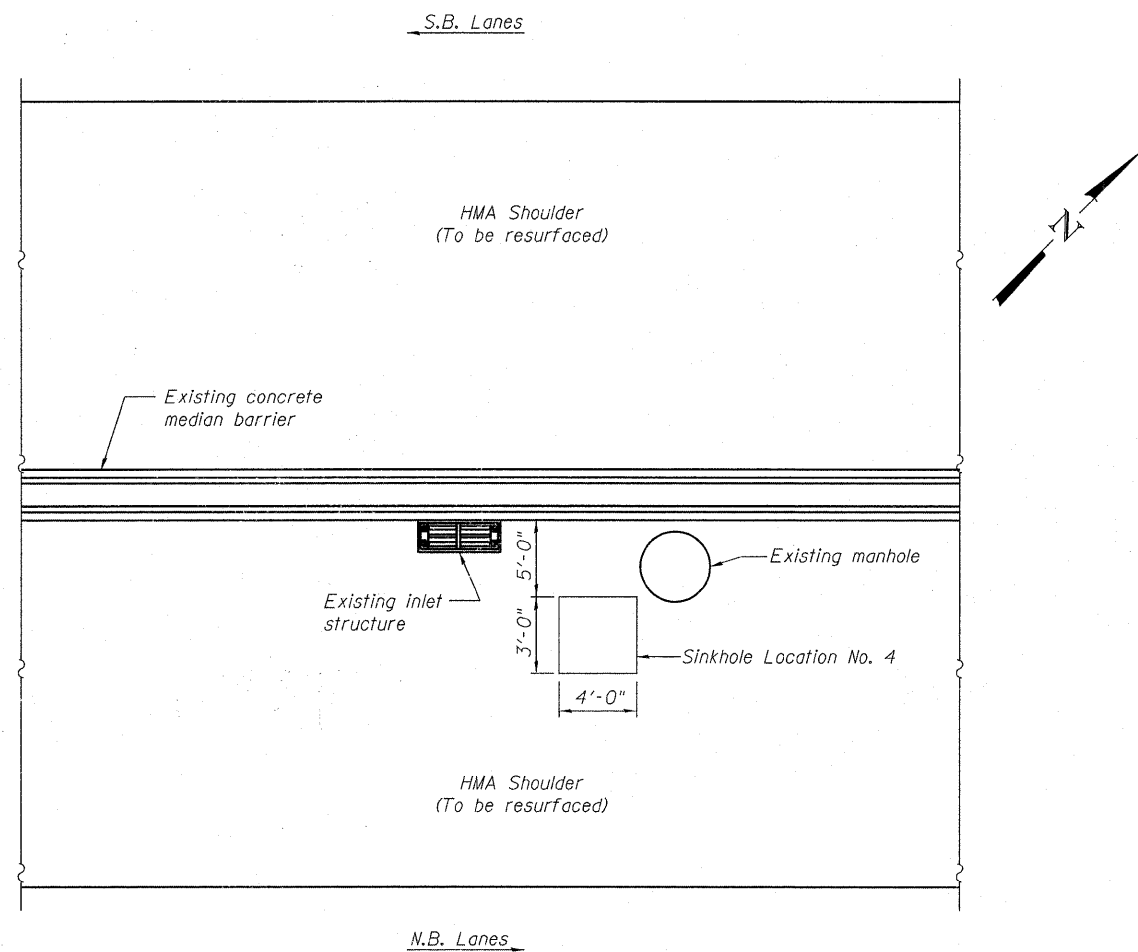 S.B. Lanes
HMA Shoulder
(To be resurfaced)
N
Existing concrete
median barrier
5'-0"
Existing manhole
Existing inlet
structure
3'-0"
Sinkhole Location No. 4
4'-0"
HMA Shoulder
(To be resurfaced)
N.B. Lanes